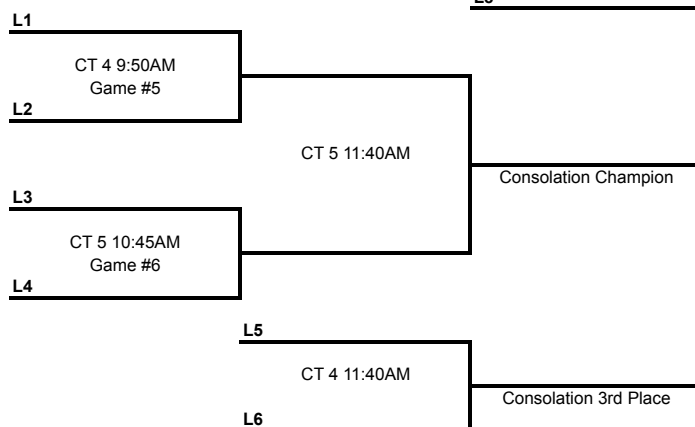 L1
CT 4 9:50AM
Game #5
L2
CT 5 11:40AM
Consolation Champion
L3
CT 5 10:45AM
Game #6
L4
L5
CT 4 11:40AM
Consolation 3rd Place
L6